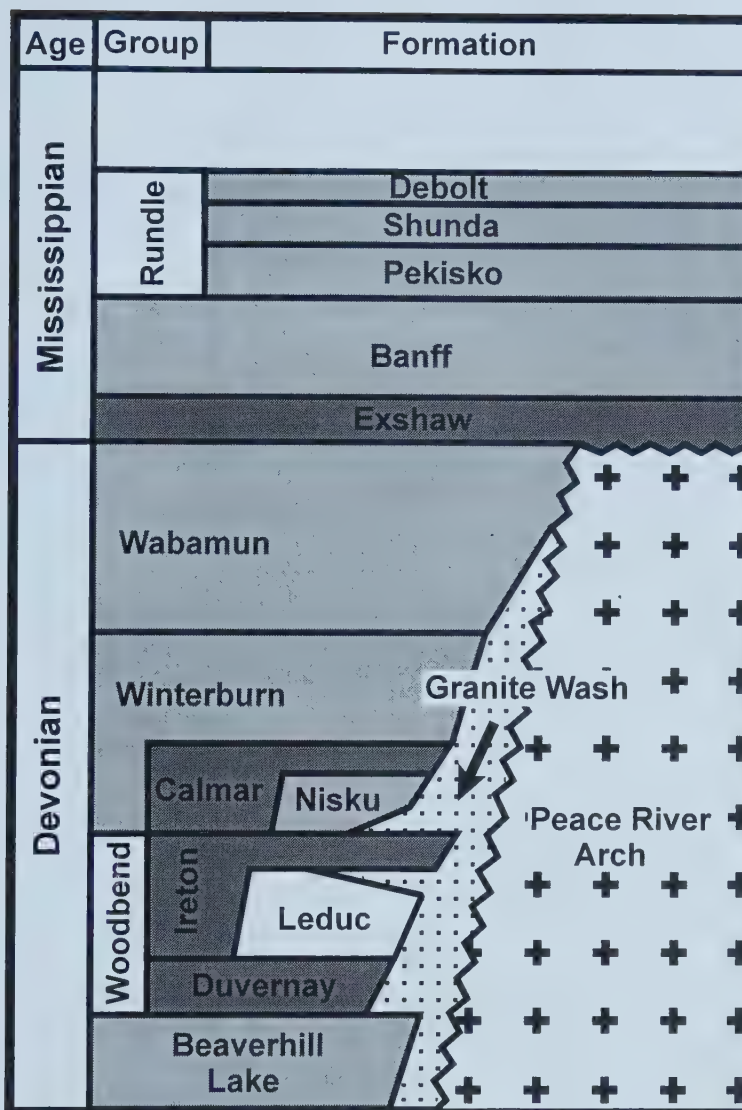 Age Group Formation
Mississippian
Rundle
Debolt
Shunda
Pekisko
Banff
Exshaw
Devonian
Wabamun
Winterburn
Granite Wash
Calmar
Nisku
Peace River
Arch
Woodbend
Ireton
Leduc
Duvernay
Beaverhill
Lake